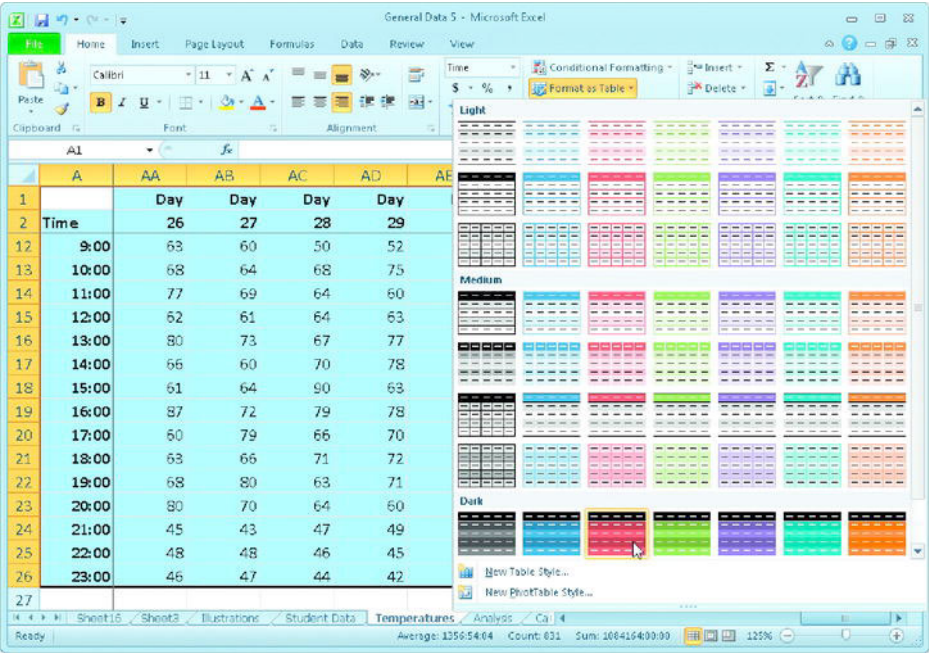 General Data 5 - Microsoft Excel
File Home Insert Page Layout Formulas Data Review View
Calibri 11 A A Time Conditional Formatting Insert Σ
Paste B I U A $ % , Format as Table Delete
Clipboard Font Alignment
A1 fx
Light
A AA AB AC AD AE
1 Day Day Day Day
2 Time 26 27 28 29
12 9:00 63 60 50 52
13 10:00 68 64 68 75
14 11:00 77 69 64 60
15 12:00 62 61 64 63
16 13:00 80 73 67 77
17 14:00 66 60 70 78
18 15:00 61 64 90 63
19 16:00 87 72 79 78
20 17:00 60 79 66 70
21 18:00 63 66 71 72
22 19:00 68 80 63 71
23 20:00 80 70 64 60
24 21:00 45 43 47 49
25 22:00 48 48 46 45
26 23:00 46 47 44 42
27
Medium
Dark
New Table Style...
New PivotTable Style...
Sheet16 Sheet3 Illustrations Student Data Temperatures Analysis Ca
Ready Average: 1356:54:04 Count: 831 Sum: 1084164:00:00 125%